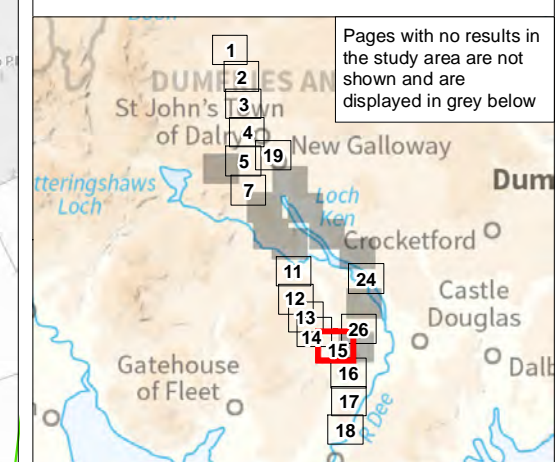 Pages with no results in
the study area are not
shown and are
displayed in grey below
1
2
DUMFRIES AN
3
St John's Town
of Dalry
4
5
19
New Galloway
7
tteringshaws
Loch
Loch
Ken
Dum
Crocketford
11
24
12
Castle
Douglas
13
14
26
15
Gatehouse
of Fleet
16
Dalb
17
R Dee
18